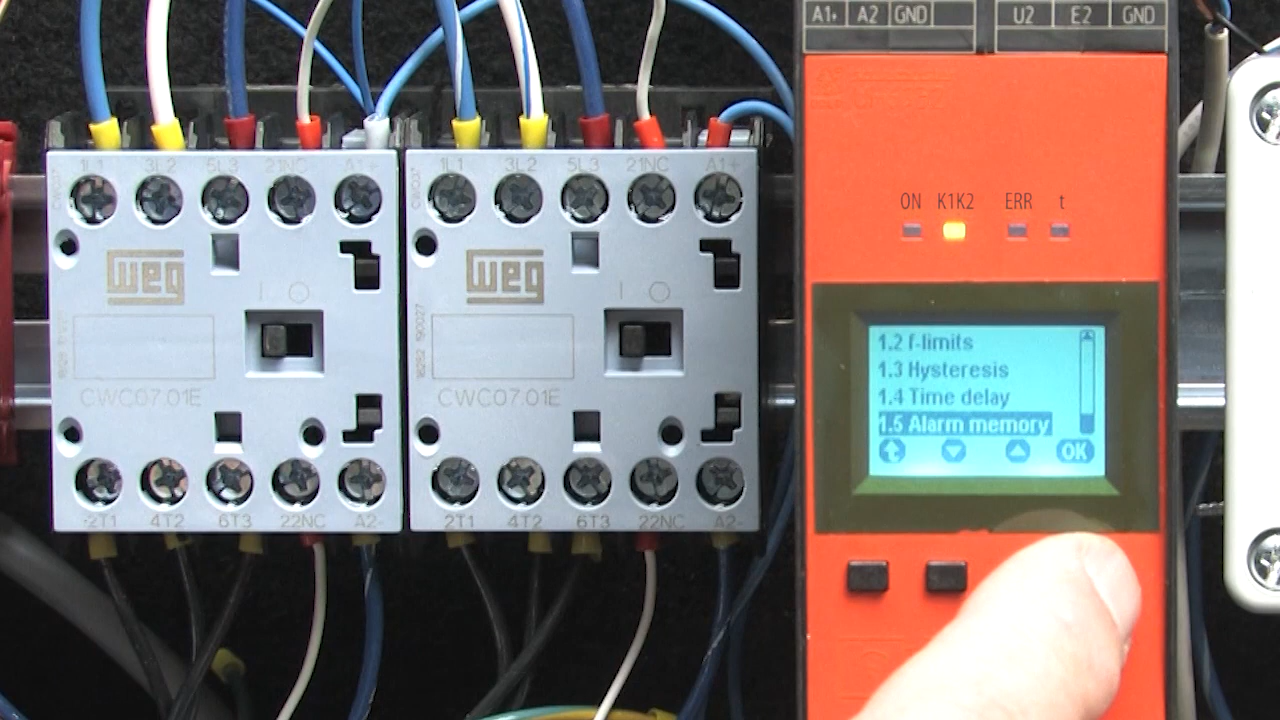 A1+ A2 GND
U2 E2 GND
1L1 3L2 5L3 21NC A1+
1L1 3L2 5L3 21NC A1+
ON K1K2 ERR t
weg
weg
I O
I O
1.2 f-limits
1.3 Hysteresis
1.4 Time delay
1.5 Alarm memory
OK
CWC07.01E
CWC07.01E
2T1 4T2 6T3 22NC A2-
2T1 4T2 6T3 22NC A2-